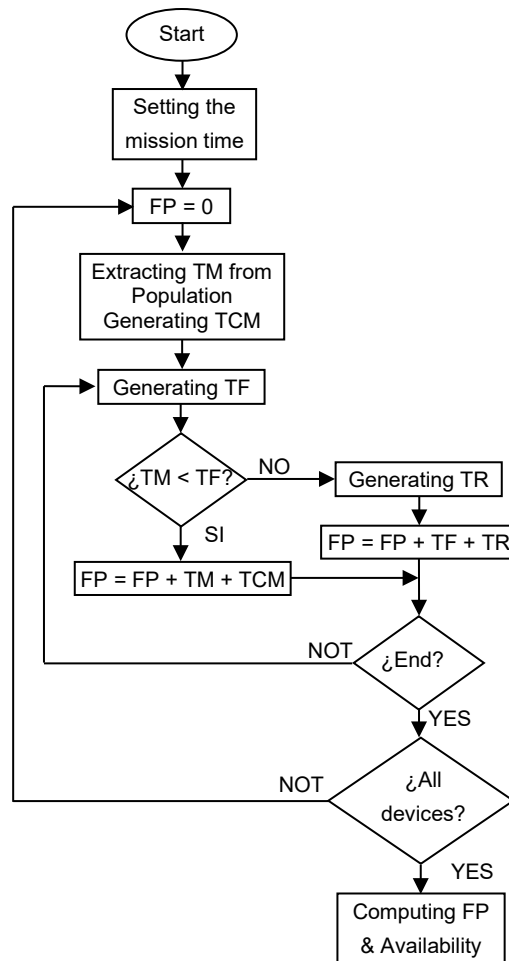 Start
Setting the
mission time
FP = 0
Extracting TM from
Population
Generating TCM
Generating TF
¿TM < TF?
NO
Generating TR
SI
FP = FP + TF + TR
FP = FP + TM + TCM
NOT
¿End?
YES
NOT
¿All
devices?
YES
Computing FP
& Availability